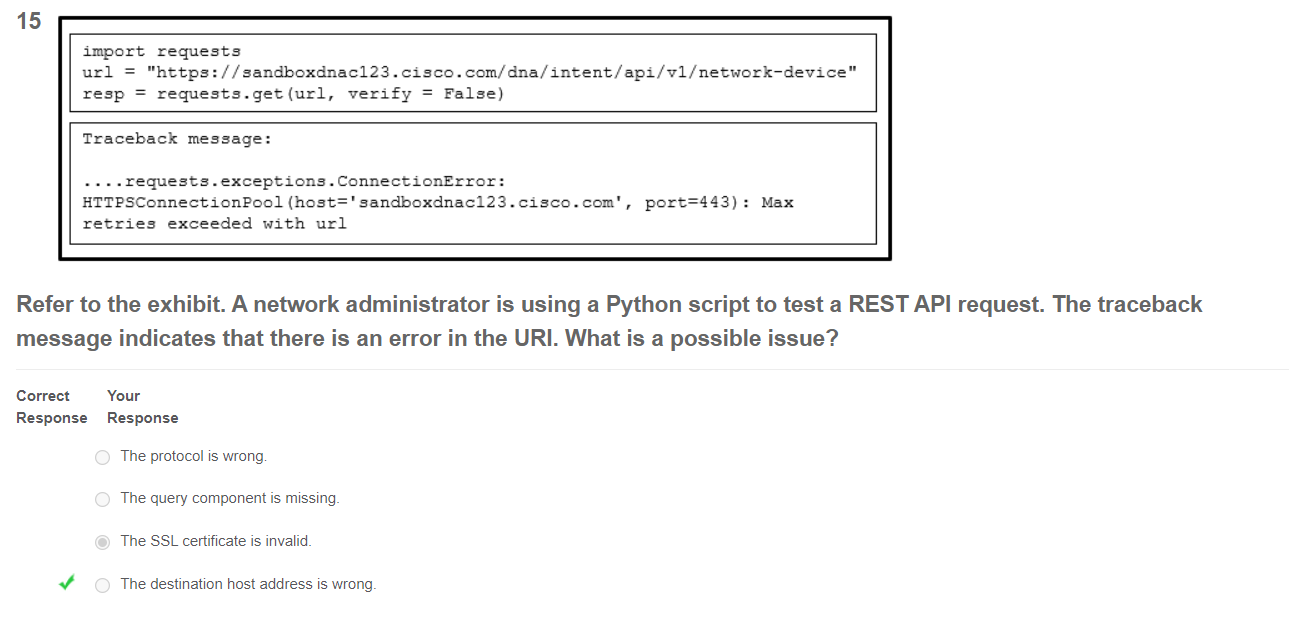 15
import requests
url = "https://sandboxdnac123.cisco.com/dna/intent/api/v1/network-device"
resp = requests.get(url, verify = False)
Traceback message:
....requests.exceptions.ConnectionError:
HTTPSConnectionPool(host='sandboxdnac123.cisco.com', port=443): Max
retries exceeded with url
Refer to the exhibit. A network administrator is using a Python script to test a REST API request. The traceback
message indicates that there is an error in the URI. What is a possible issue?
Correct Your
Response Response
The protocol is wrong.
The query component is missing.
The SSL certificate is invalid.
The destination host address is wrong.